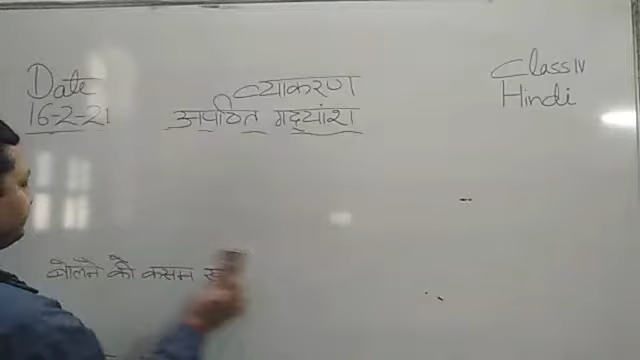 Date व्याकरण Class IV
16-2-21 अपठित गद्यांश Hindi
बोलने की कसम